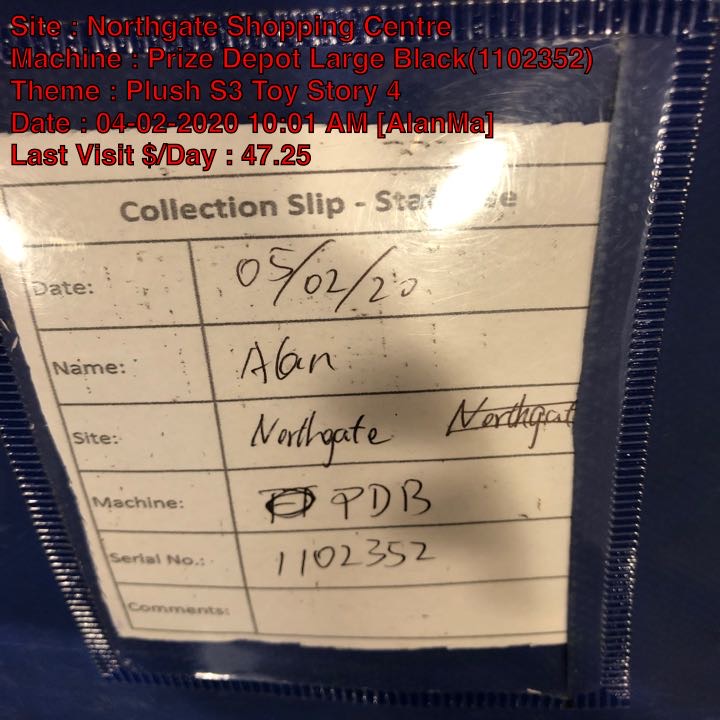 Site : Northgate Shopping Centre
Machine : Prize Depot Large Black(1102352)
Theme : Plush S3 Toy Story 4
Date : 04-02-2020 10:01 AM [AlanMa]
Last Visit $/Day : 47.25
Collection Slip -
Date: 05/02/20
Name: Alan
Site: Northgate Northgat
Machine: PDB
Serial No.: 1102352
Comments: